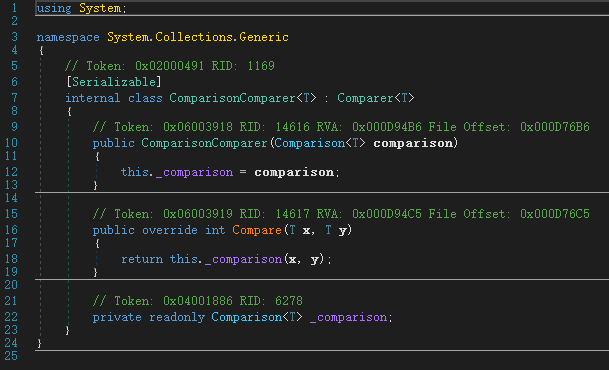 1 using System;
2
3 namespace System.Collections.Generic
4 {
5 // Token: 0x02000491 RID: 1169
6 [Serializable]
7 internal class ComparisonComparer<T> : Comparer<T>
8 {
9 // Token: 0x06003918 RID: 14616 RVA: 0x000D94B6 File Offset: 0x000D76B6
10 public ComparisonComparer(Comparison<T> comparison)
11 {
12 this._comparison = comparison;
13 }
14
15 // Token: 0x06003919 RID: 14617 RVA: 0x000D94C5 File Offset: 0x000D76C5
16 public override int Compare(T x, T y)
17 {
18 return this._comparison(x, y);
19 }
20
21 // Token: 0x04001886 RID: 6278
22 private readonly Comparison<T> _comparison;
23 }
24 }
25